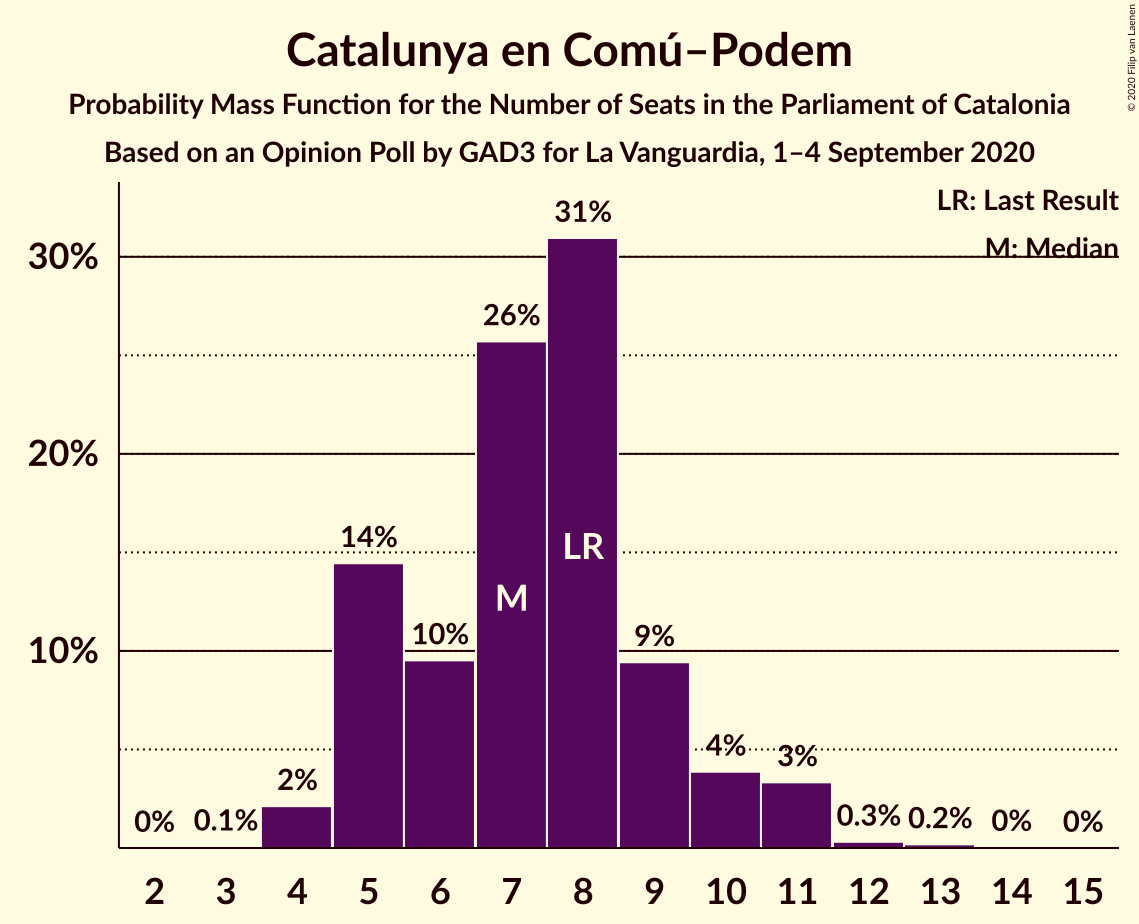 Catalunya en Comú–Podem
Probability Mass Function for the Number of Seats in the Parliament of Catalonia
Based on an Opinion Poll by GAD3 for La Vanguardia, 1–4 September 2020
© 2020 Filip van Laenen
LR: Last Result
M: Median
30%
20%
10%
0%
0.1%
2%
14%
10%
26%
31%
9%
4%
3%
0.3%
0.2%
0%
0%
M
LR
2 3 4 5 6 7 8 9 10 11 12 13 14 15